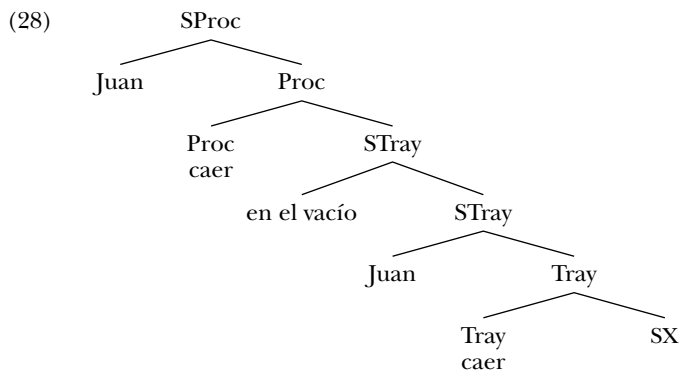 (28) SProc
Juan Proc
Proc STray
caer
en el vacío STray
Juan Tray
Tray SX
caer